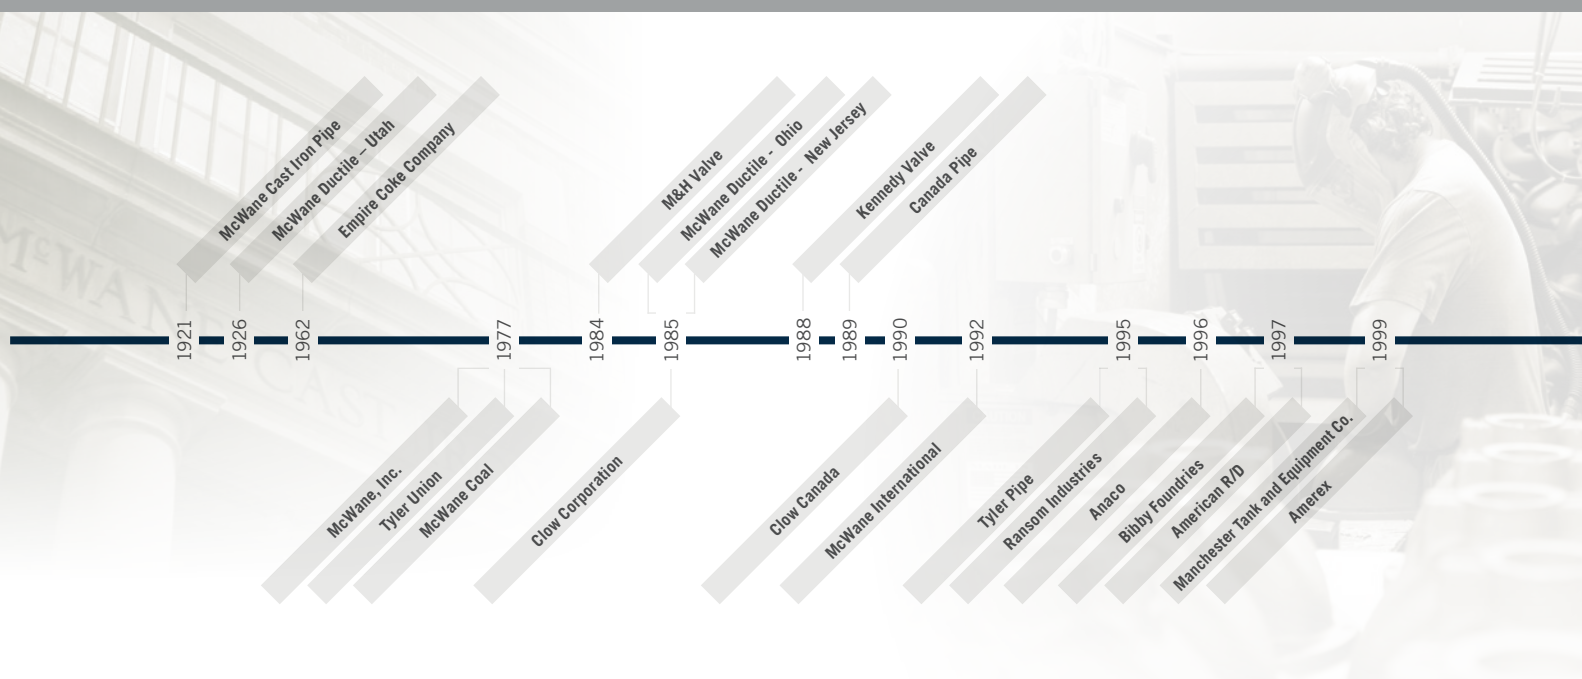 McWane Cast Iron Pipe
McWane Ductile – Utah
Empire Coke Company
M&H Valve
McWane Ductile - Ohio
McWane Ductile - New Jersey
Kennedy Valve
Canada Pipe
McWANE
CAST
1921
1926
1962
1977
1984
1985
1988
1989
1990
1992
1995
1996
1997
1999
McWane, Inc.
Tyler Union
McWane Coal
Clow Corporation
Clow Canada
McWane International
Tyler Pipe
Ransom Industries
Anaco
Bibby Foundries
American R/D
Manchester Tank and Equipment Co.
Amerex